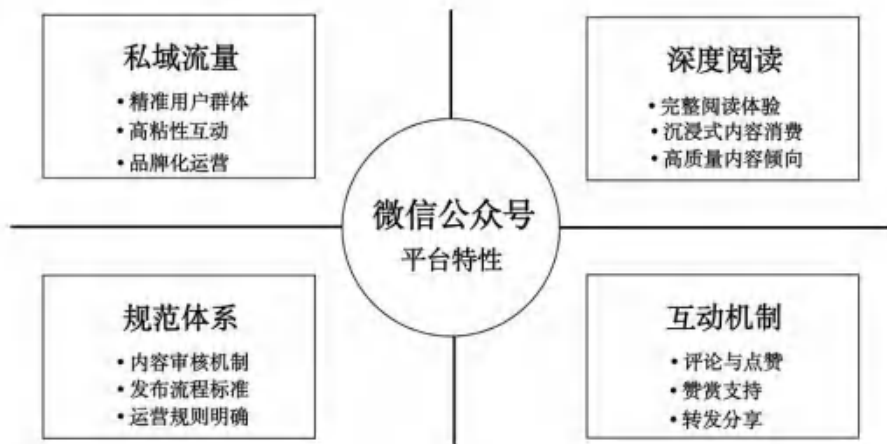 私域流量
• 精准用户群体
• 高粘性互动
• 品牌化运营
深度阅读
• 完整阅读体验
• 沉浸式内容消费
• 高质量内容倾向
微信公众号
平台特性
规范体系
• 内容审核机制
• 发布流程标准
• 运营规则明确
互动机制
• 评论与点赞
• 赞赏支持
• 转发分享